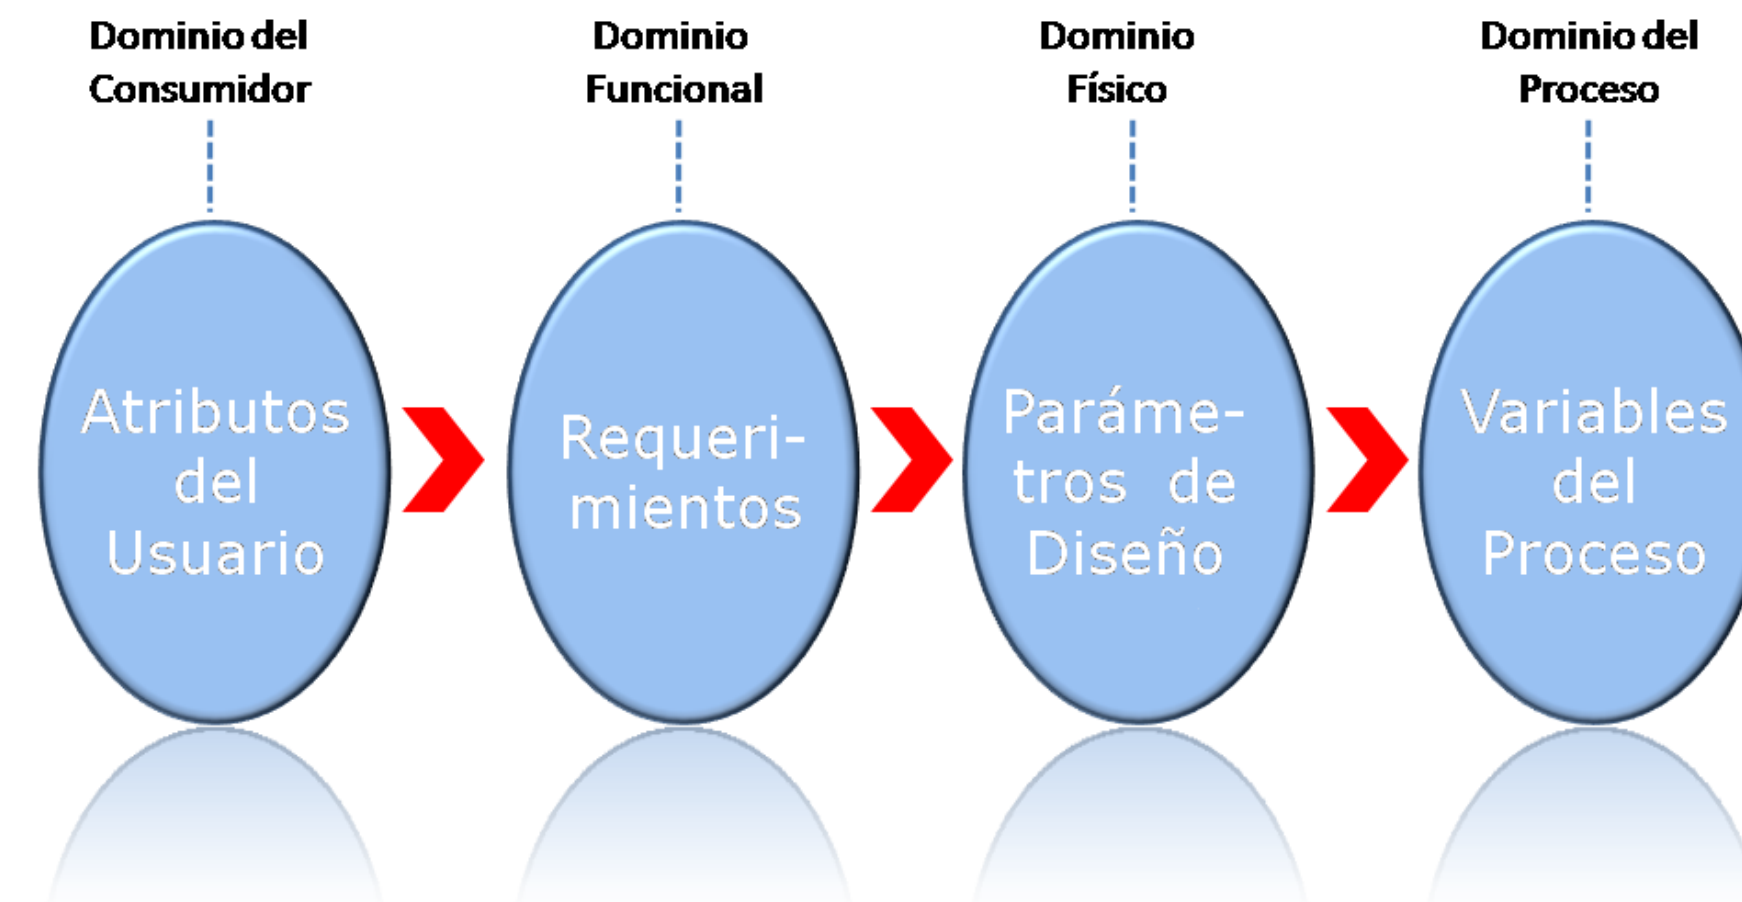 Dominio del
Consumidor
Dominio
Funcional
Dominio
Físico
Dominio del
Proceso
Atributos
del
Usuario
Requeri-
mientos
Paráme-
tros de
Diseño
Variables
del
Proceso